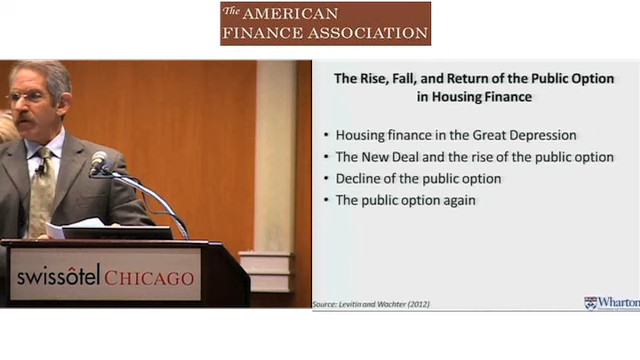 The AMERICAN
FINANCE ASSOCIATION
The Rise, Fall, and Return of the Public Option
in Housing Finance
• Housing finance in the Great Depression
• The New Deal and the rise of the public option
• Decline of the public option
• The public option again
swissôtel CHICAGO
Source: Levitin and Wachter (2012)
Wharton